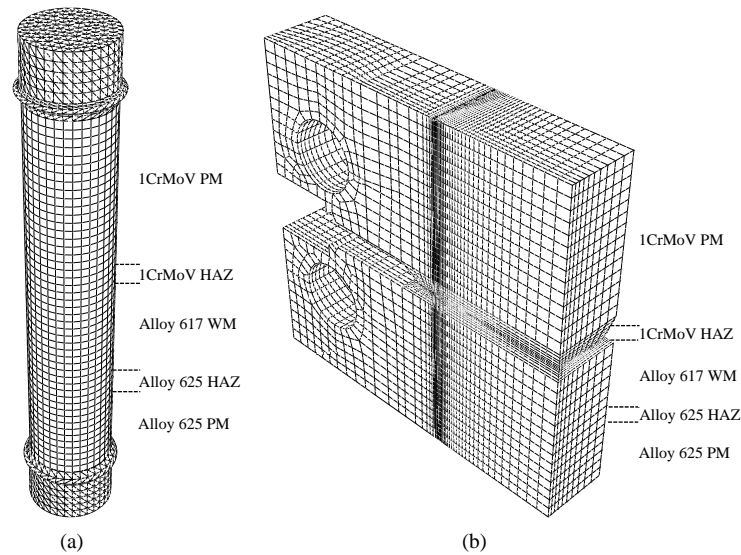 1CrMoV PM
1CrMoV HAZ
Alloy 617 WM
Alloy 625 HAZ
Alloy 625 PM
(a)
1CrMoV PM
1CrMoV HAZ
Alloy 617 WM
Alloy 625 HAZ
Alloy 625 PM
(b)